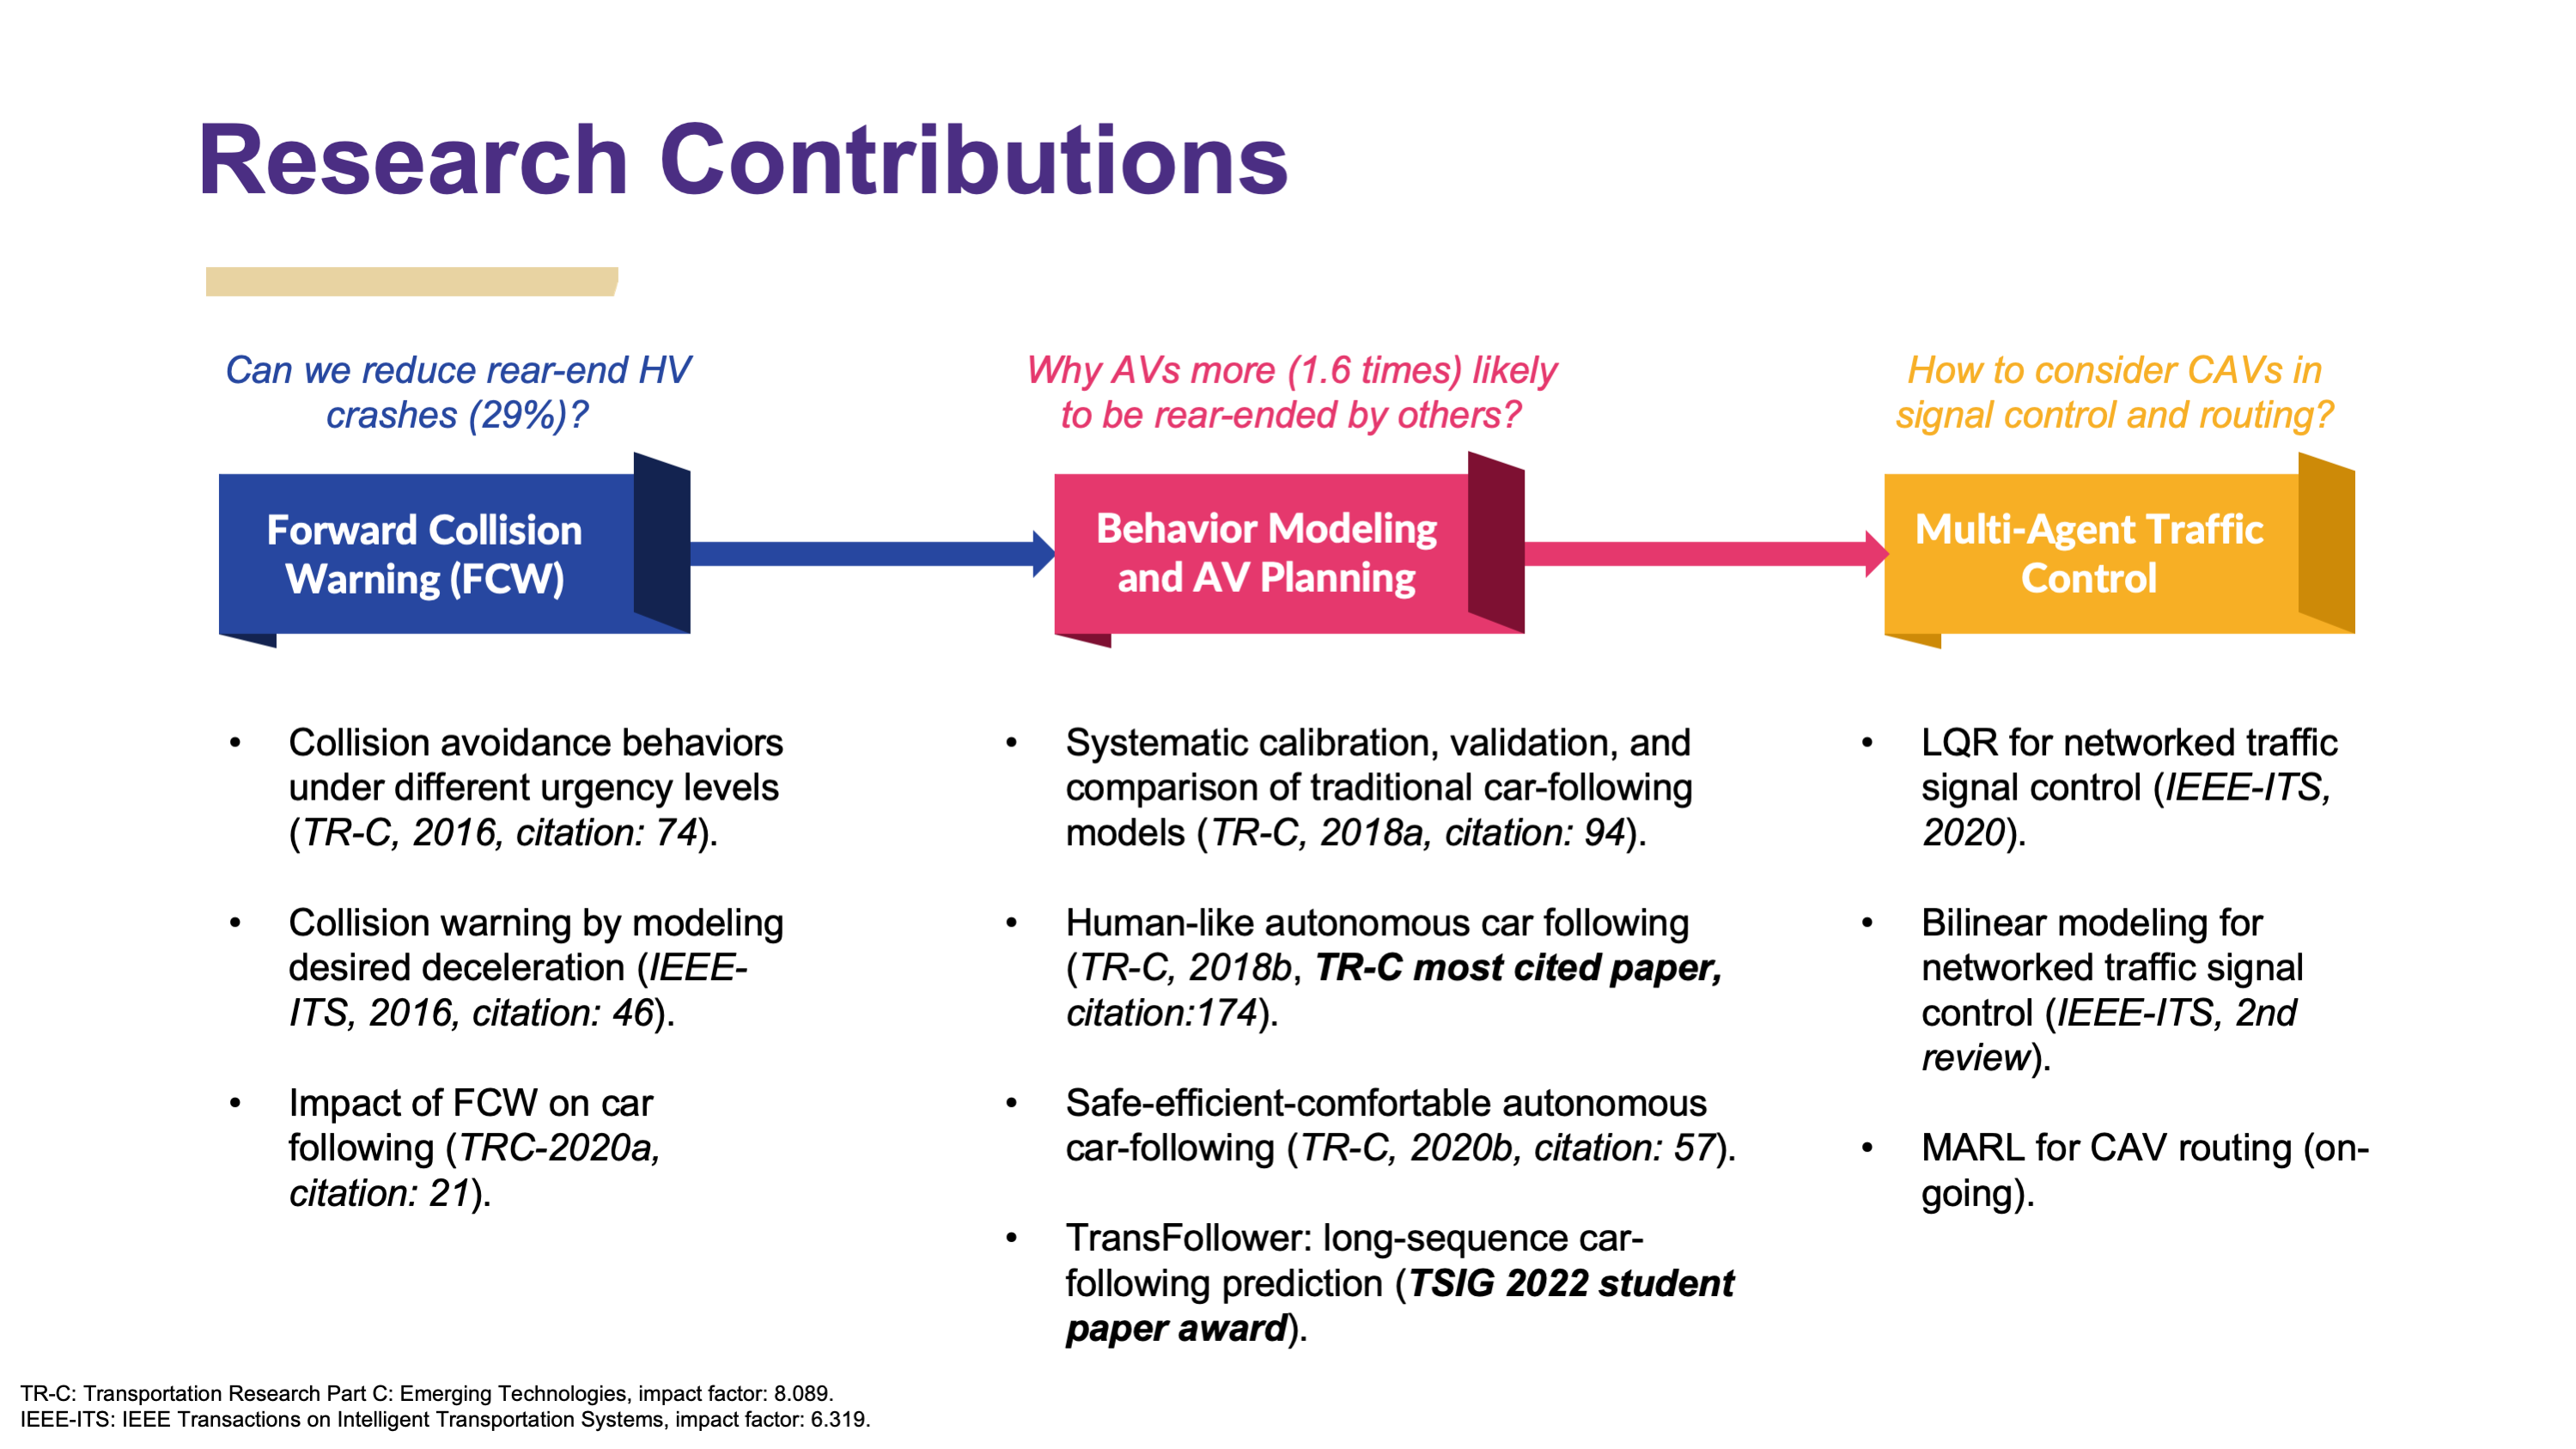 Research Contributions
Can we reduce rear-end HV
crashes (29%)?
Forward Collision
Warning (FCW)
• Collision avoidance behaviors
under different urgency levels
(TR-C, 2016, citation: 74).
• Collision warning by modeling
desired deceleration (IEEE-
ITS, 2016, citation: 46).
• Impact of FCW on car
following (TRC-2020a,
citation: 21).
Why AVs more (1.6 times) likely
to be rear-ended by others?
Behavior Modeling
and AV Planning
• Systematic calibration, validation, and
comparison of traditional car-following
models (TR-C, 2018a, citation: 94).
• Human-like autonomous car following
(TR-C, 2018b, TR-C most cited paper,
citation:174).
• Safe-efficient-comfortable autonomous
car-following (TR-C, 2020b, citation: 57).
• TransFollower: long-sequence car-
following prediction (TSIG 2022 student
paper award).
How to consider CAVs in
signal control and routing?
Multi-Agent Traffic
Control
• LQR for networked traffic
signal control (IEEE-ITS,
2020).
• Bilinear modeling for
networked traffic signal
control (IEEE-ITS, 2nd
review).
• MARL for CAV routing (on-
going).
TR-C: Transportation Research Part C: Emerging Technologies, impact factor: 8.089.
IEEE-ITS: IEEE Transactions on Intelligent Transportation Systems, impact factor: 6.319.